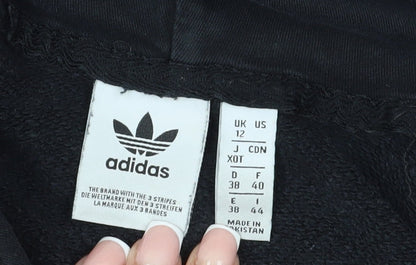 adidas
THE BRAND WITH THE 3 STRIPES
DIE WELTMARKE MIT DEN 3 STREIFEN
LA MARQUE AUX 3 BANDES
UK US
12
J CDN
XOT
D F
38 40
E I
38 44
MADE IN
PAKISTAN